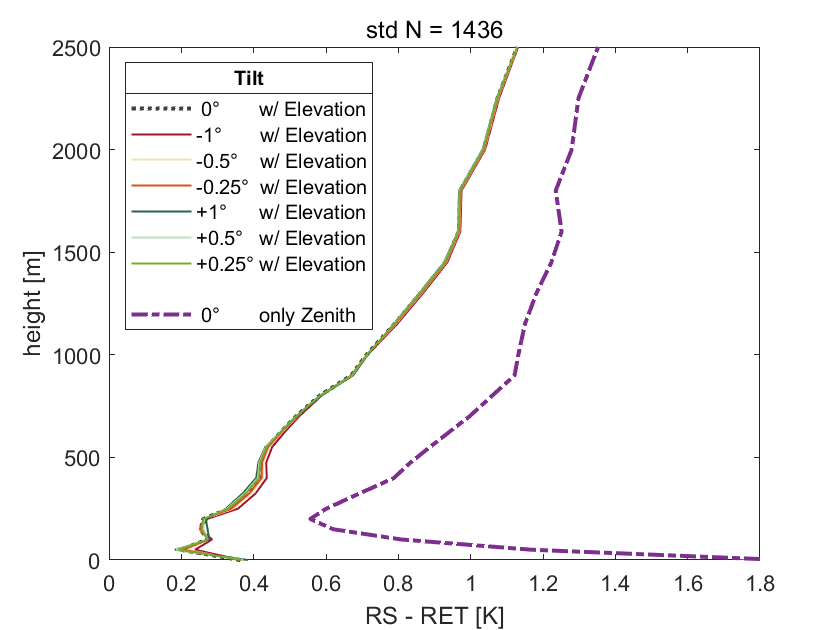 std N = 1436
2500
2000
1500
1000
500
0
height [m]
Tilt
0° w/ Elevation
-1° w/ Elevation
-0.5° w/ Elevation
-0.25° w/ Elevation
+1° w/ Elevation
+0.5° w/ Elevation
+0.25° w/ Elevation
0° only Zenith
0 0.2 0.4 0.6 0.8 1 1.2 1.4 1.6 1.8
RS - RET [K]